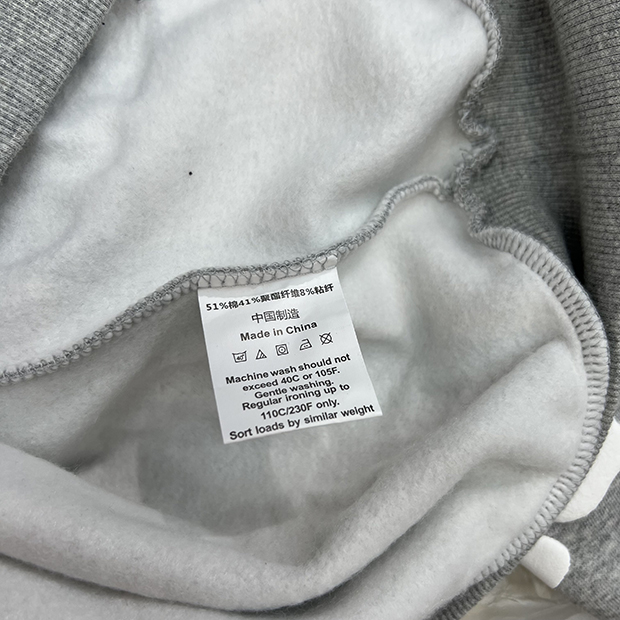 51%棉41%聚酯纤维8%粘纤
中国制造
Made in China
Machine wash should not
exceed 40C or 105F.
Gentle washing.
Regular ironing up to
110C/230F only.
Sort loads by similar weight